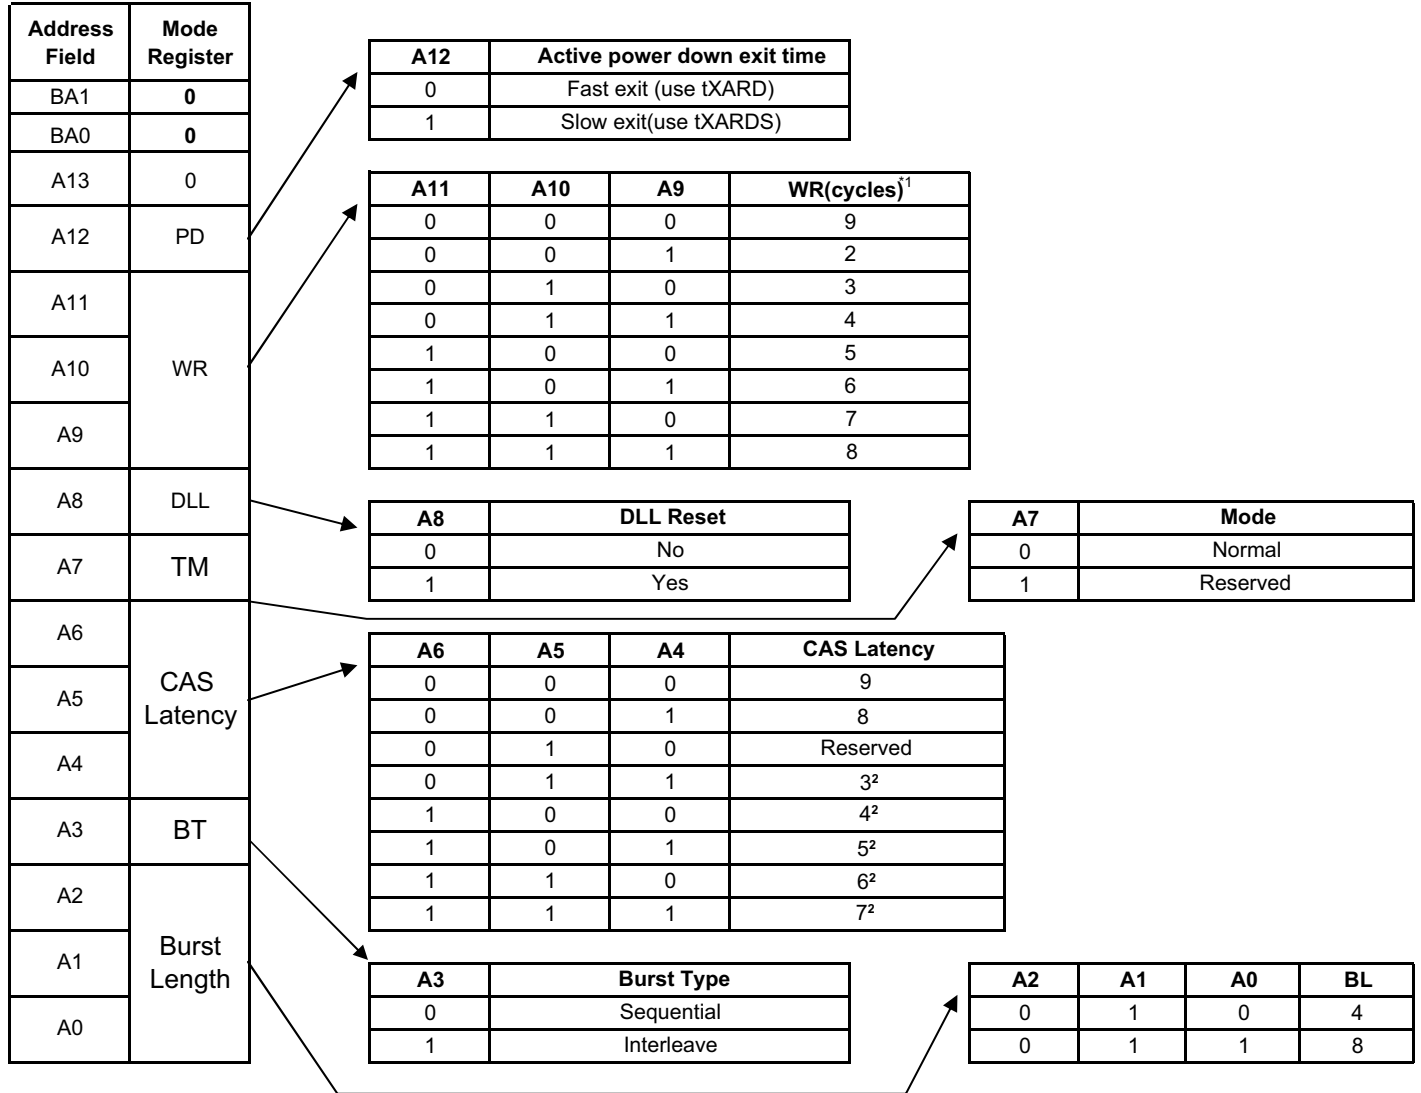 Address Field | Mode Register
BA1 | 0
BA0 | 0
A13 | 0
A12 | PD
A11
A10 | WR
A9
A8 | DLL
A7 | TM
A6
A5 | CAS Latency
A4
A3 | BT
A2
A1 | Burst Length
A0
A12 | Active power down exit time
0 | Fast exit (use tXARD)
1 | Slow exit(use tXARDS)
A11 | A10 | A9 | WR(cycles)*1
0 | 0 | 0 | 9
0 | 0 | 1 | 2
0 | 1 | 0 | 3
0 | 1 | 1 | 4
1 | 0 | 0 | 5
1 | 0 | 1 | 6
1 | 1 | 0 | 7
1 | 1 | 1 | 8
A8 | DLL Reset
0 | No
1 | Yes
A7 | Mode
0 | Normal
1 | Reserved
A6 | A5 | A4 | CAS Latency
0 | 0 | 0 | 9
0 | 0 | 1 | 8
0 | 1 | 0 | Reserved
0 | 1 | 1 | 3²
1 | 0 | 0 | 4²
1 | 0 | 1 | 5²
1 | 1 | 0 | 6²
1 | 1 | 1 | 7²
A3 | Burst Type
0 | Sequential
1 | Interleave
A2 | A1 | A0 | BL
0 | 1 | 0 | 4
0 | 1 | 1 | 8